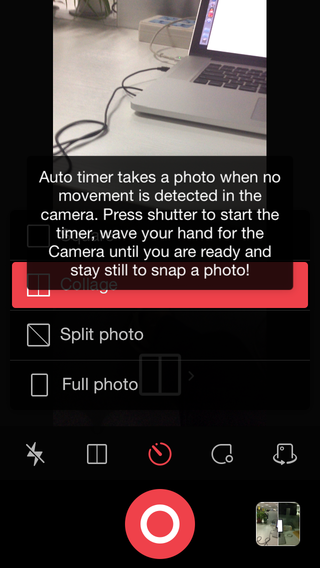 Auto timer takes a photo when no
movement is detected in the
camera. Press shutter to start the
timer, wave your hand for the
Camera until you are ready and
stay still to snap a photo!
Collage
Split photo
Full photo